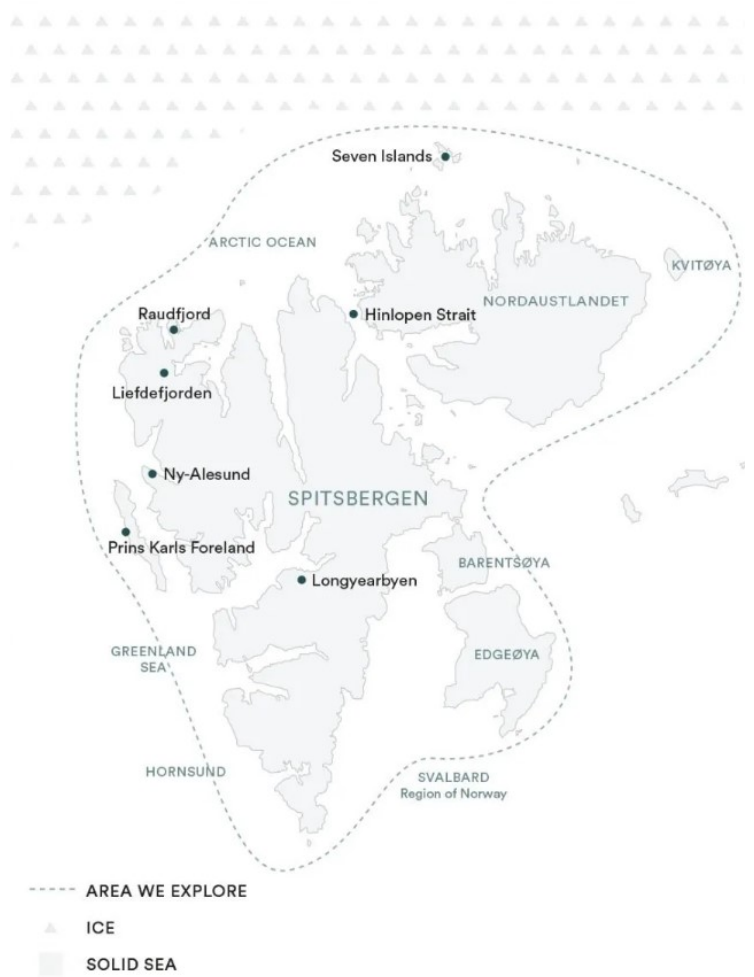 Seven Islands
ARCTIC OCEAN
KVITØYA
NORDAUSTLANDET
Raudfjord
Hinlopen Strait
Liefdefjorden
Ny-Alesund
SPITSBERGEN
Prins Karls Foreland
BARENTSØYA
Longyearbyen
GREENLAND
SEA
EDGEØYA
HORNSUND
SVALBARD
Region of Norway
AREA WE EXPLORE
ICE
SOLID SEA